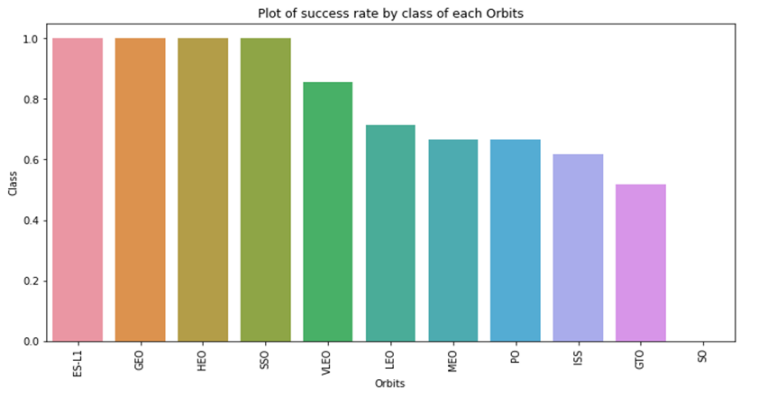 Plot of success rate by class of each Orbits
1.0
0.8
0.6
0.4
0.2
0.0
Class
ES-L1
GEO
HEO
SSO
VLEO
LEO
MEO
PO
ISS
GTO
SO
Orbits